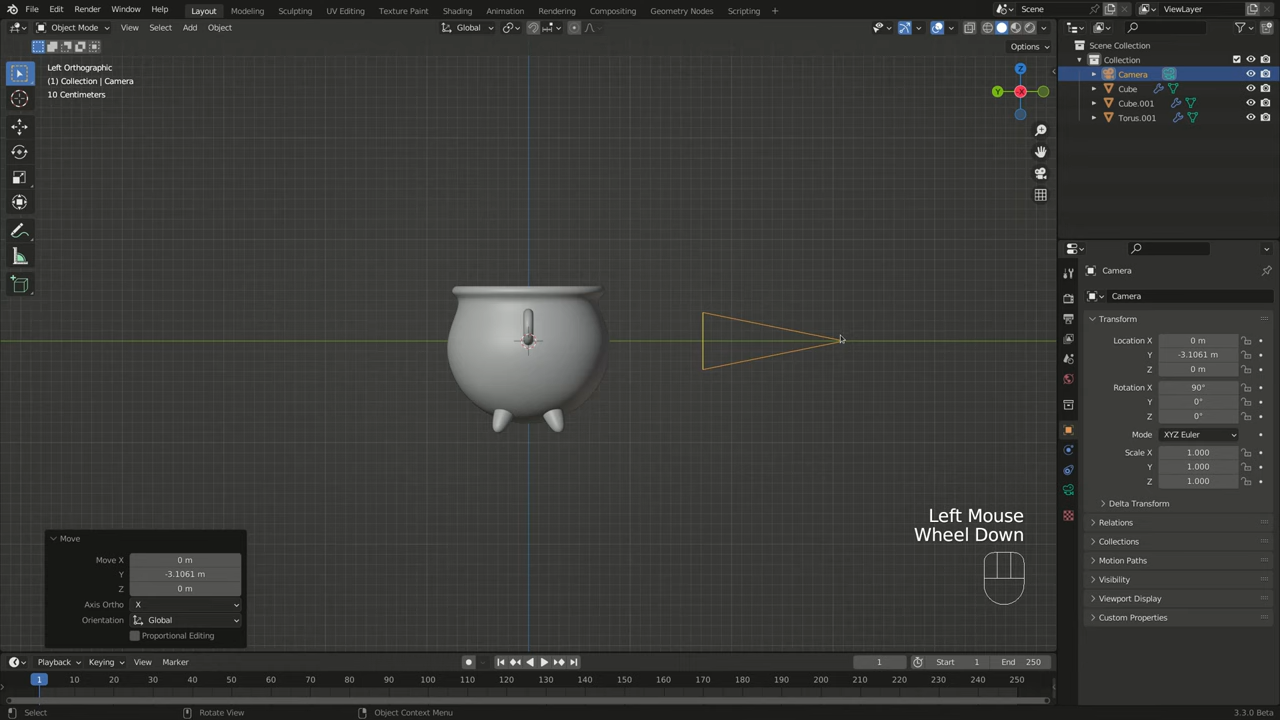 File Edit Render Window Help Layout Modeling Sculpting UV Editing Texture Paint Shading Animation Rendering Compositing Geometry Nodes Scripting + Scene ViewLayer
Object Mode View Select Add Object Global
Options
Left Orthographic
(1) Collection | Camera
10 Centimeters
Z
Y
X
Scene Collection
Collection
Camera
Cube
Cube.001
Torus.001
Camera
Camera
Transform
Location X 0 m
Y -3.1061 m
Z 0 m
Rotation X 90°
Y 0°
Z 0°
Mode XYZ Euler
Scale X 1.000
Y 1.000
Z 1.000
Delta Transform
Relations
Collections
Motion Paths
Visibility
Viewport Display
Custom Properties
Left Mouse
Wheel Down
Move
Move X 0 m
Y -3.1061 m
Z 0 m
Axis Ortho X
Orientation Global
Proportional Editing
Playback Keying View Marker 1 Start 1 End 250
1 10 20 30 40 50 60 70 80 90 100 110 120 130 140 150 160 170 180 190 200 210 220 230 240 250
Select Rotate View Object Context Menu 3.3.0 Beta